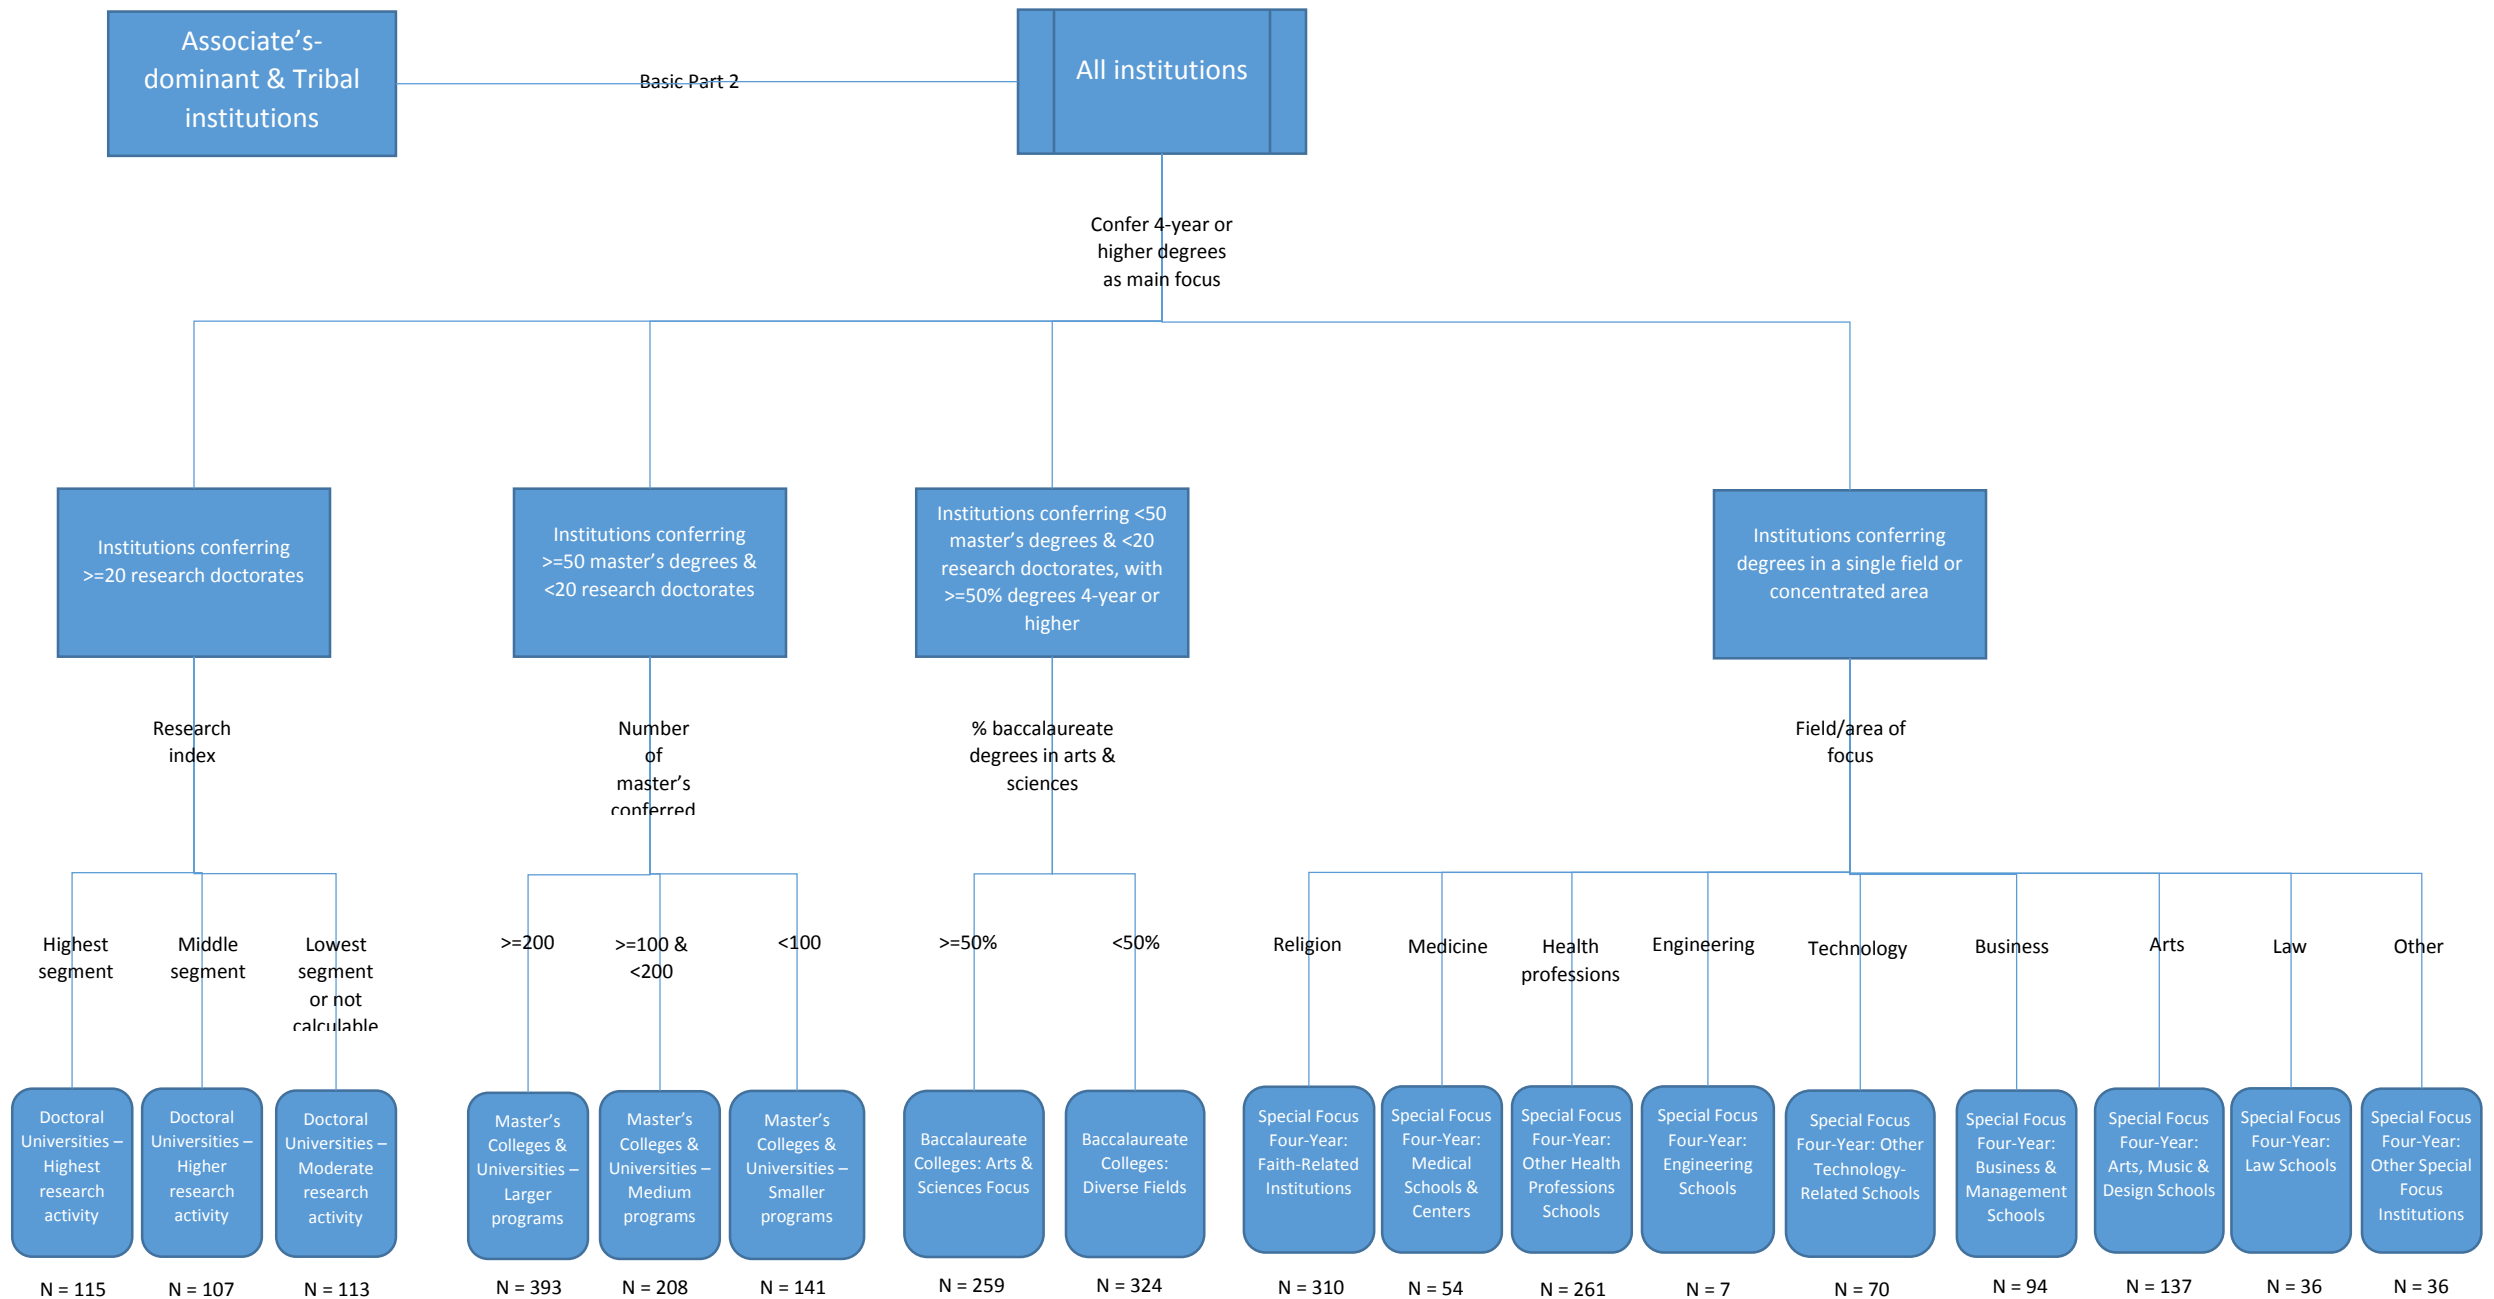 Associate’s-
dominant & Tribal
institutions
Basic Part 2
All institutions
Confer 4-year or
higher degrees
as main focus
Institutions conferring
>=20 research doctorates
Institutions conferring
>=50 master’s degrees &
<20 research doctorates
Institutions conferring <50
master’s degrees & <20
research doctorates, with
>=50% degrees 4-year or
higher
Institutions conferring
degrees in a single field or
concentrated area
Research
index
Number
of
master’s
conferred
% baccalaureate
degrees in arts &
sciences
Field/area of
focus
Highest
segment
Middle
segment
Lowest
segment
or not
calculable
>=200
>=100 &
<200
<100
>=50%
<50%
Religion
Medicine
Health
professions
Engineering
Technology
Business
Arts
Law
Other
Doctoral
Universities –
Highest
research
activity
Doctoral
Universities –
Higher
research
activity
Doctoral
Universities –
Moderate
research
activity
Master’s
Colleges &
Universities –
Larger
programs
Master’s
Colleges &
Universities –
Medium
programs
Master’s
Colleges &
Universities –
Smaller
programs
Baccalaureate
Colleges: Arts &
Sciences Focus
Baccalaureate
Colleges:
Diverse Fields
Special Focus
Four-Year:
Faith-Related
Institutions
Special Focus
Four-Year:
Medical
Schools &
Centers
Special Focus
Four-Year:
Other Health
Professions
Schools
Special Focus
Four-Year:
Engineering
Schools
Special Focus
Four-Year: Other
Technology-
Related Schools
Special Focus
Four-Year:
Business &
Management
Schools
Special Focus
Four-Year:
Arts, Music &
Design Schools
Special Focus
Four-Year:
Law Schools
Special Focus
Four-Year:
Other Special
Focus
Institutions
N = 115
N = 107
N = 113
N = 393
N = 208
N = 141
N = 259
N = 324
N = 310
N = 54
N = 261
N = 7
N = 70
N = 94
N = 137
N = 36
N = 36